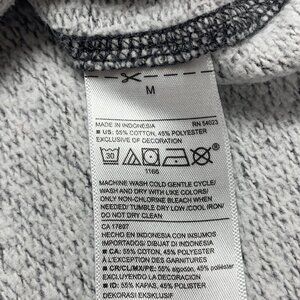 M
MADE IN INDONESIA RN 54023
■ US: 55% COTTON, 45% POLYESTER
EXCLUSIVE OF DECORATION
30
1166
MACHINE WASH COLD GENTLE CYCLE/
WASH AND DRY WITH LIKE COLORS/
ONLY NON-CHLORINE BLEACH WHEN
NEEDED/ TUMBLE DRY LOW /COOL IRON/
DO NOT DRY CLEAN
CA 17897
HECHO EN INDONESIA CON INSUMOS
IMPORTADOS/ DIBUAT DI INDONESIA
■ CA: 55% COTON, 45% POLYESTER
À L'EXCEPTION DES GARNITURES
■ CR/CL/MX/PE: 55% algodón, 45% poliéster
EXCLUYENDO LA DECORACIÓN
■ ID: 55% KAPAS, 45% POLIESTER
DEKORASI EKSKLUSIF